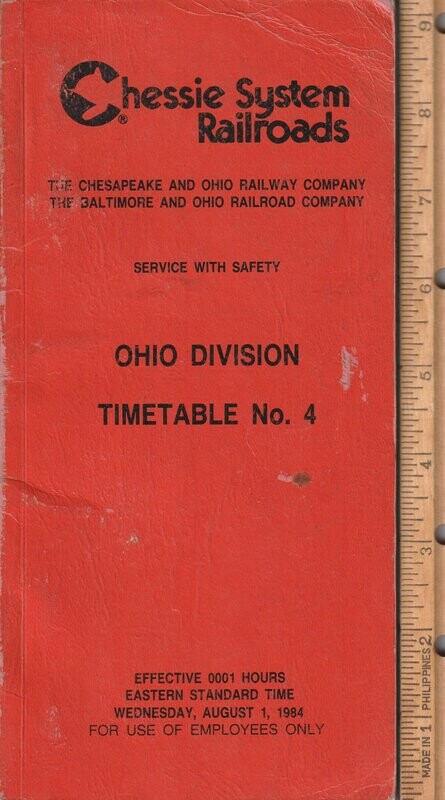 Chessie System
Railroads
THE CHESAPEAKE AND OHIO RAILWAY COMPANY
THE BALTIMORE AND OHIO RAILROAD COMPANY
SERVICE WITH SAFETY
OHIO DIVISION
TIMETABLE No. 4
EFFECTIVE 0001 HOURS
EASTERN STANDARD TIME
WEDNESDAY, AUGUST 1, 1984
FOR USE OF EMPLOYEES ONLY
9
8
7
6
5
4
3
2
1
MADE IN PHILIPPINES